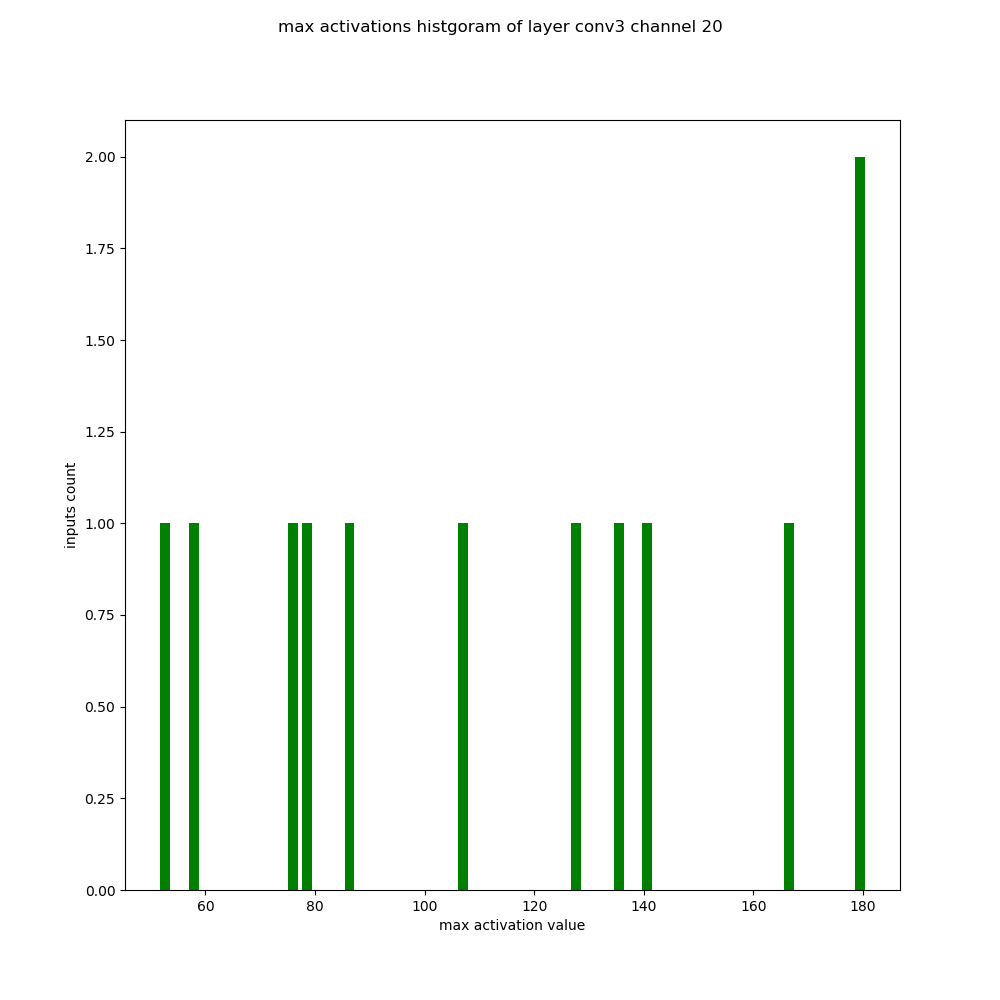 max activations histgoram of layer conv3 channel 20
2.00
1.75
1.50
1.25
1.00
0.75
0.50
0.25
0.00
inputs count
60 80 100 120 140 160 180
max activation value